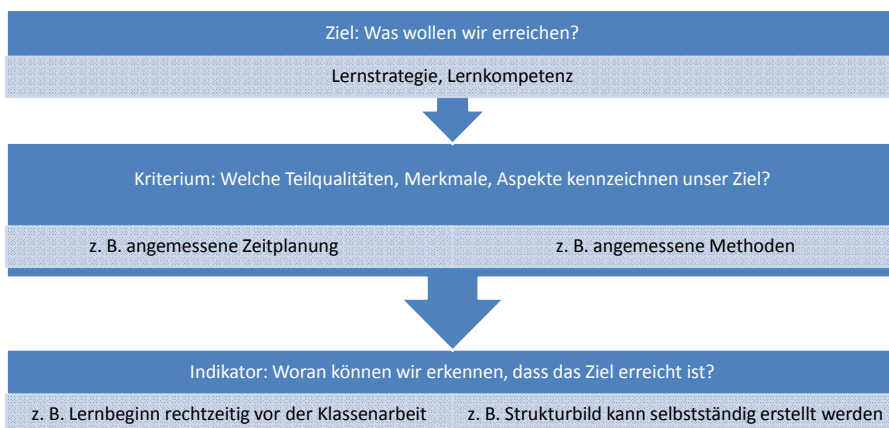 Ziel: Was wollen wir erreichen?
Lernstrategie, Lernkompetenz
Kriterium: Welche Teilqualitäten, Merkmale, Aspekte kennzeichnen unser Ziel?
z. B. angemessene Zeitplanung
z. B. angemessene Methoden
Indikator: Woran können wir erkennen, dass das Ziel erreicht ist?
z. B. Lernbeginn rechtzeitig vor der Klassenarbeit
z. B. Strukturbild kann selbstständig erstellt werden